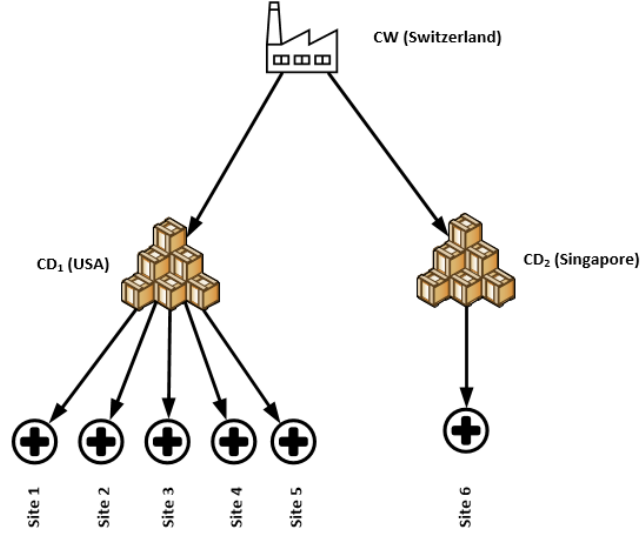 CW (Switzerland)
CD₁ (USA)
CD₂ (Singapore)
Site 1
Site 2
Site 3
Site 4
Site 5
Site 6